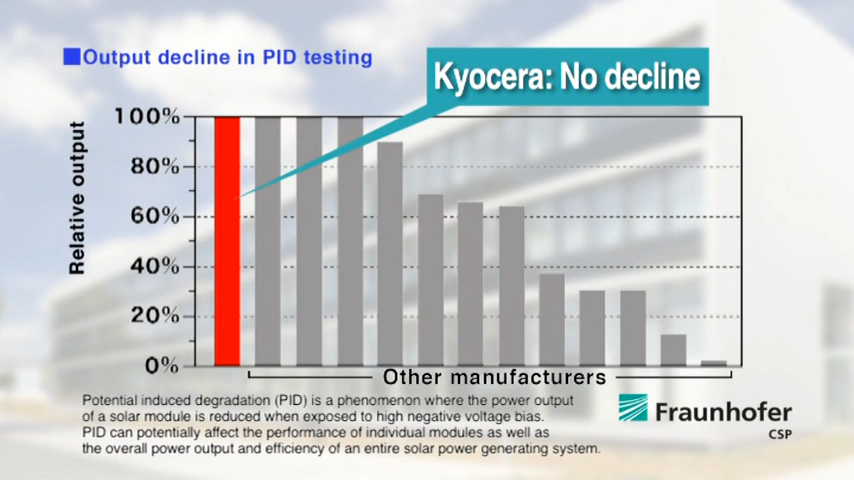 Output decline in PID testing
Kyocera: No decline
Relative output
100%
80%
60%
40%
20%
0%
Other manufacturers
Potential induced degradation (PID) is a phenomenon where the power output
of a solar module is reduced when exposed to high negative voltage bias.
PID can potentially affect the performance of individual modules as well as
the overall power output and efficiency of an entire solar power generating system.
Fraunhofer
CSP